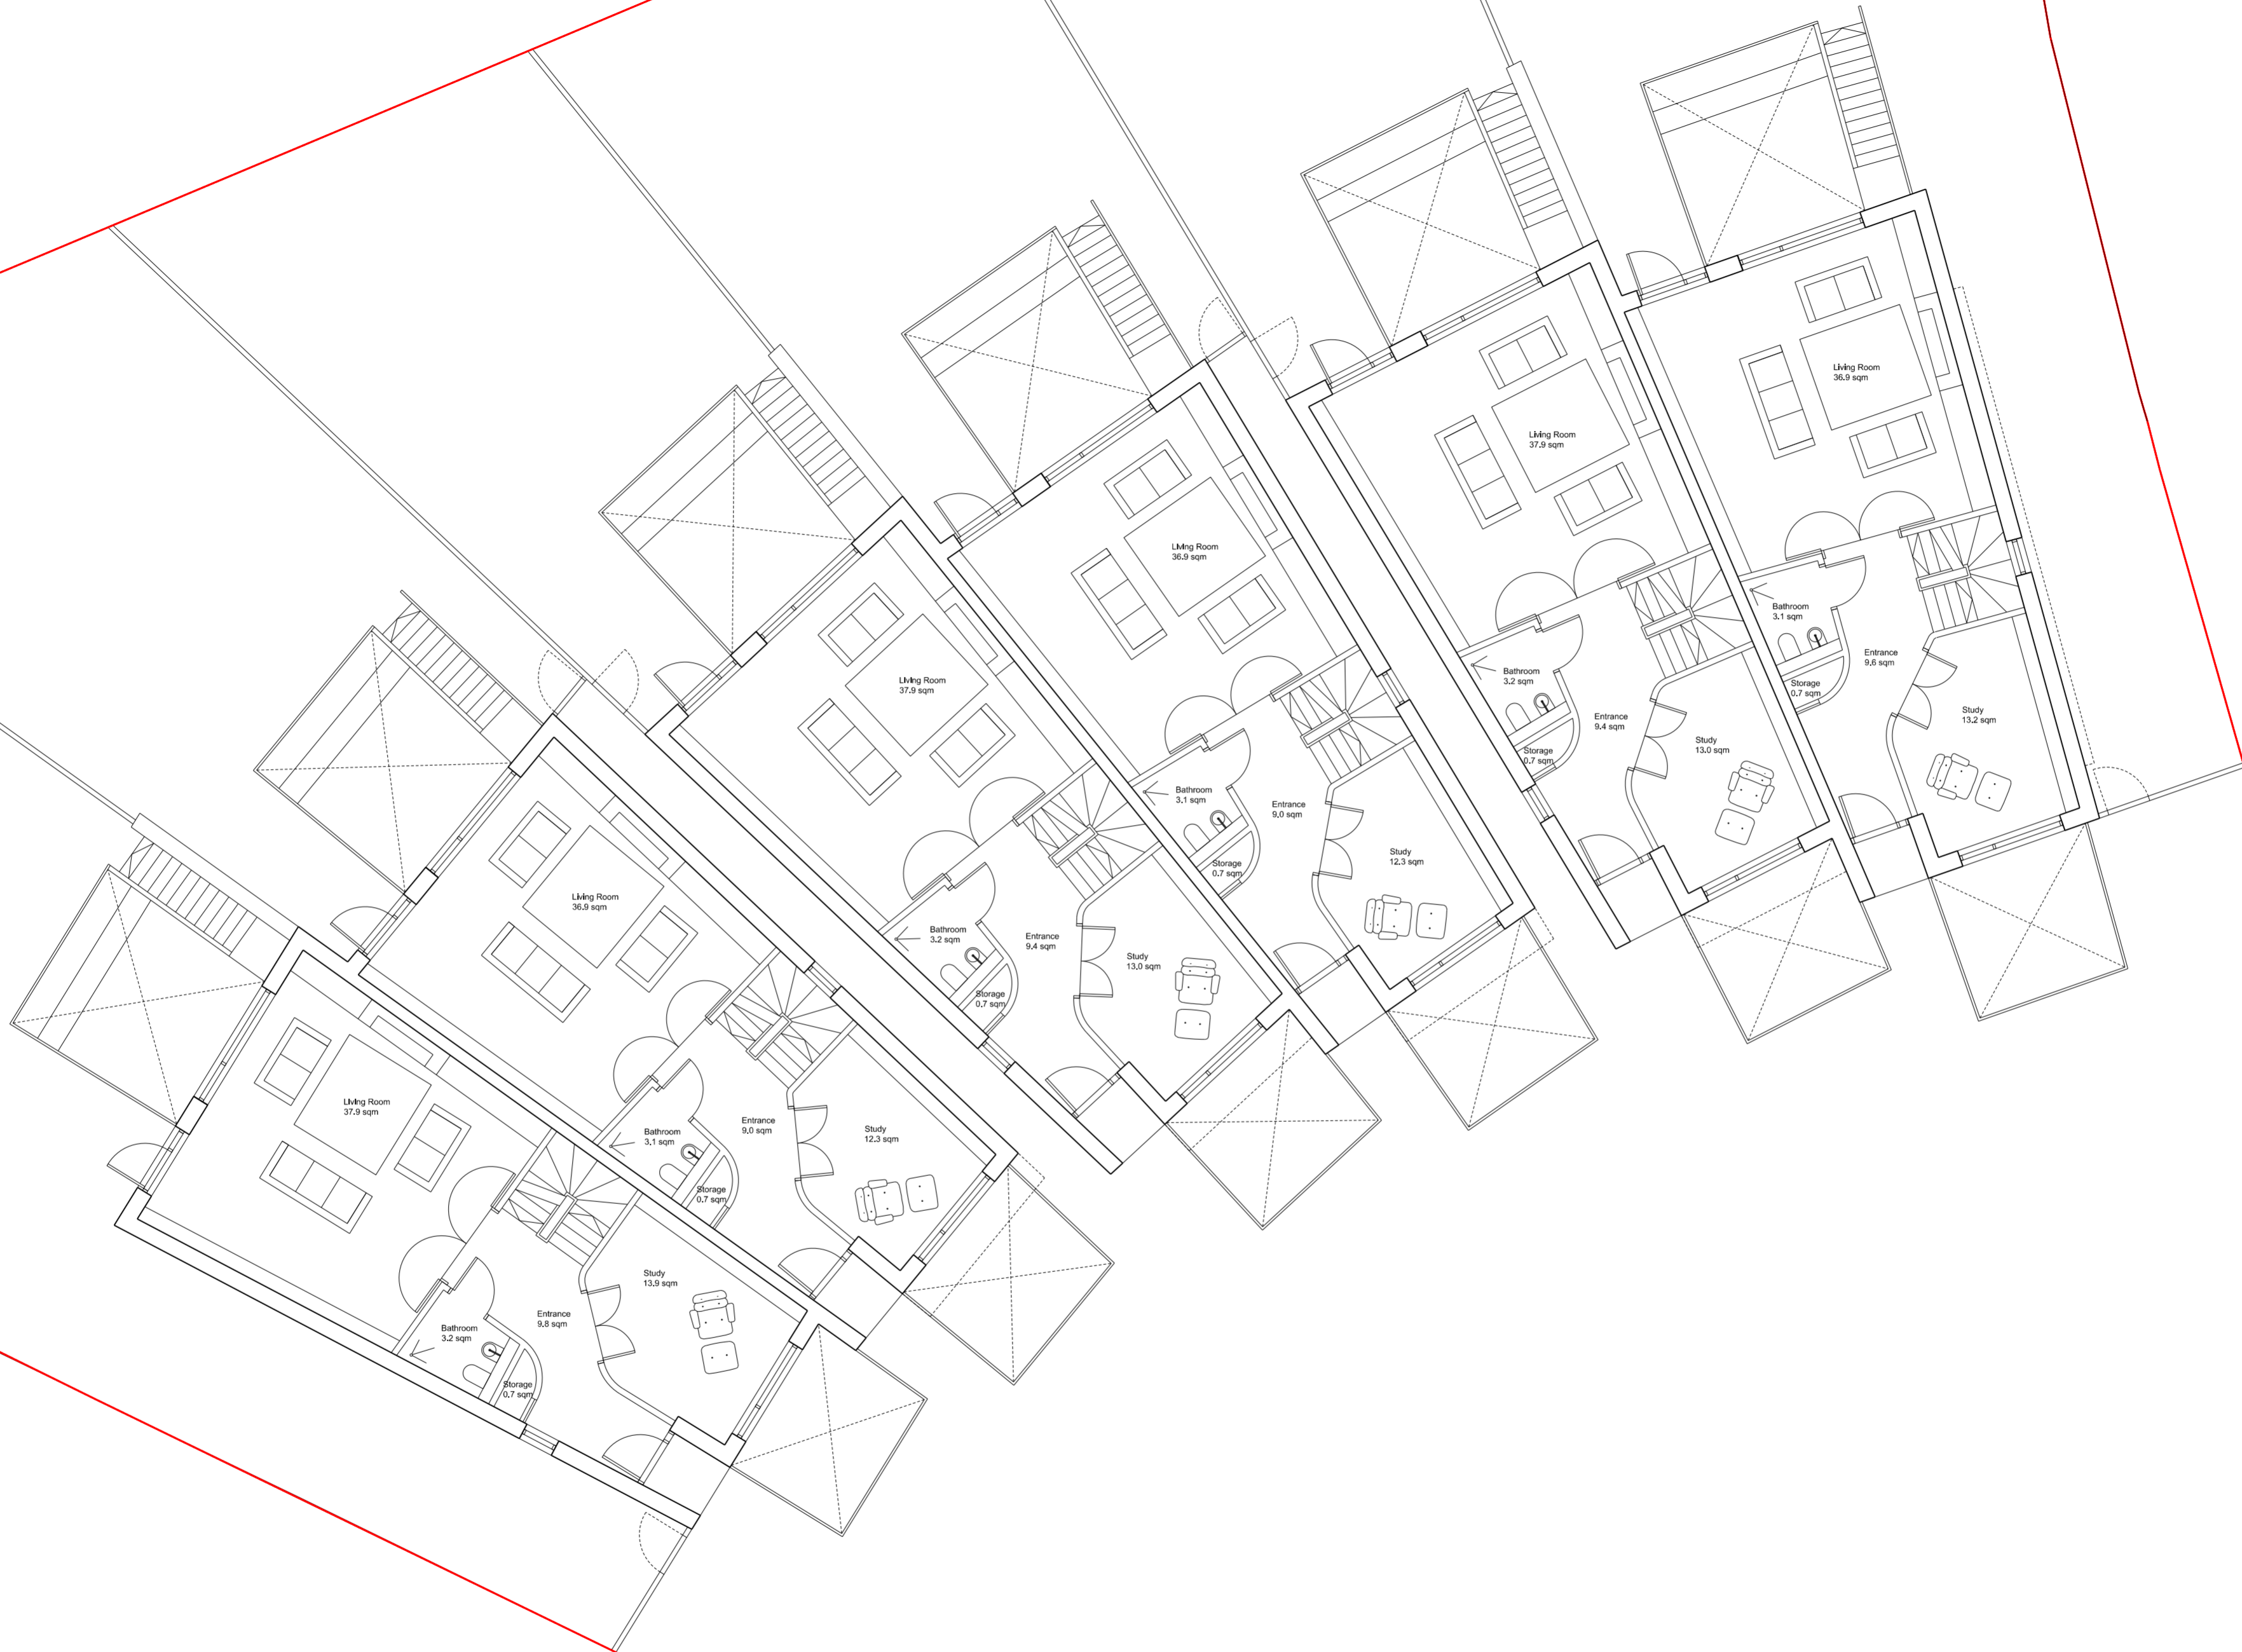 Living Room
37.9 sqm
Bathroom
3.2 sqm
Storage
0.7 sqm
Entrance
9.8 sqm
Study
13.9 sqm
Living Room
36.9 sqm
Bathroom
3.1 sqm
Storage
0.7 sqm
Entrance
9.0 sqm
Study
12.3 sqm
Living Room
37.9 sqm
Bathroom
3.2 sqm
Storage
0.7 sqm
Entrance
9.4 sqm
Study
13.0 sqm
Living Room
36.9 sqm
Bathroom
3.1 sqm
Storage
0.7 sqm
Entrance
9.0 sqm
Study
12.3 sqm
Living Room
37.9 sqm
Bathroom
3.2 sqm
Storage
0.7 sqm
Entrance
9.4 sqm
Study
13.0 sqm
Living Room
36.9 sqm
Bathroom
3.1 sqm
Storage
0.7 sqm
Entrance
9.6 sqm
Study
13.2 sqm